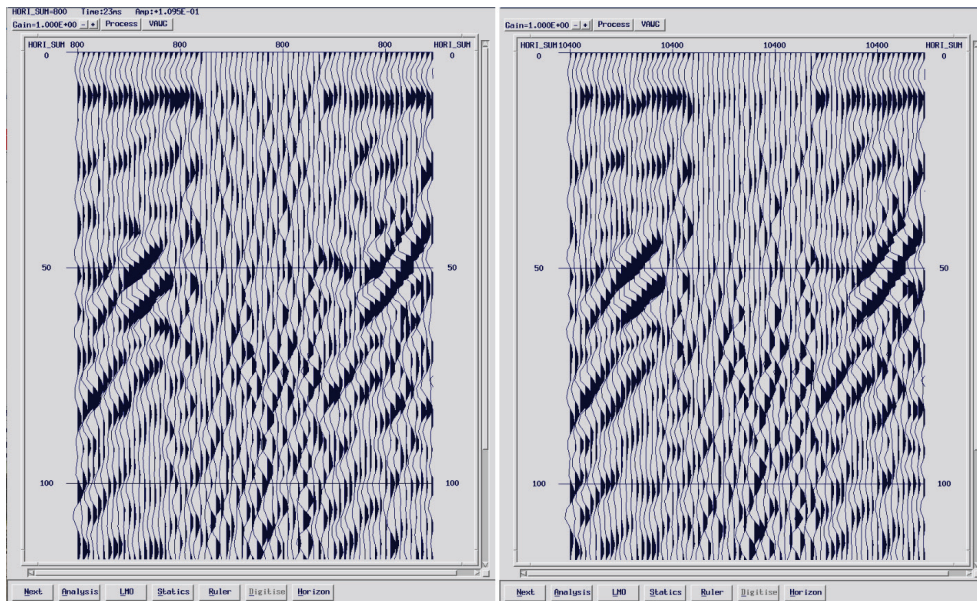 HORI_SUM=800 Time:23ms Amp:+1.095E-01
Gain=1.000E+00 - + Process VAWG
HORI_SUM 800 800 800 800 HORI_SUM
0 0
50 50
100 100
Next Analysis LMO Statics Ruler Digitise Horizon
Gain=1.000E+00 - + Process VAWG
HORI_SUM 10400 10400 10400 10400 HORI_SUM
0 0
50 50
100 100
Next Analysis LMO Statics Ruler Digitise Horizon